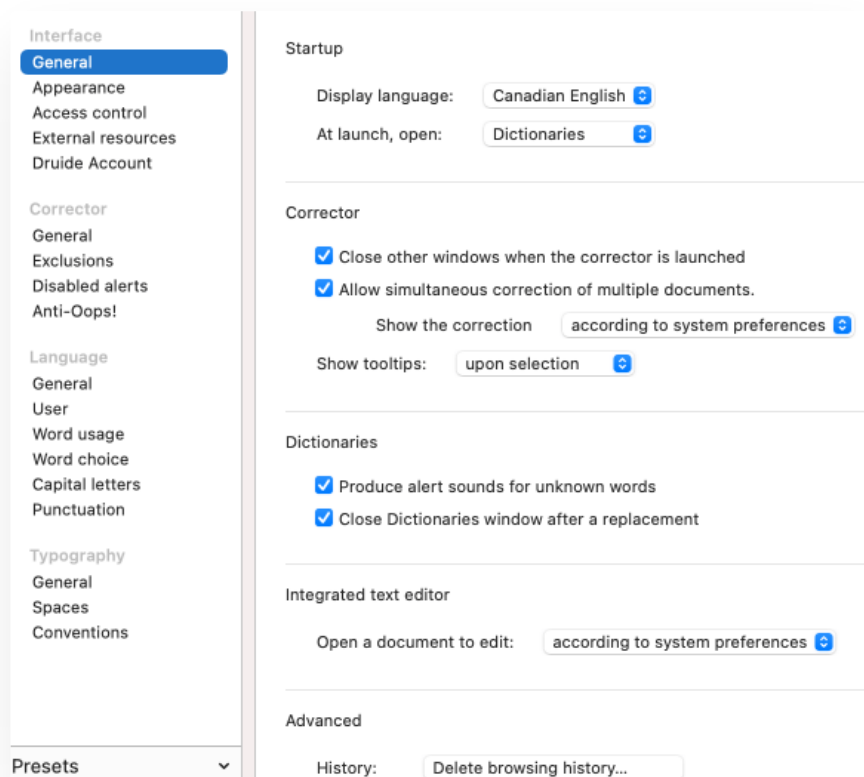 Interface
General
Appearance
Access control
External resources
Druide Account
Corrector
General
Exclusions
Disabled alerts
Anti-Oops!
Language
General
User
Word usage
Word choice
Capital letters
Punctuation
Typography
General
Spaces
Conventions
Presets
Startup
Display language: Canadian English
At launch, open: Dictionaries
Corrector
Close other windows when the corrector is launched
Allow simultaneous correction of multiple documents.
Show the correction according to system preferences
Show tooltips: upon selection
Dictionaries
Produce alert sounds for unknown words
Close Dictionaries window after a replacement
Integrated text editor
Open a document to edit: according to system preferences
Advanced
History: Delete browsing history...